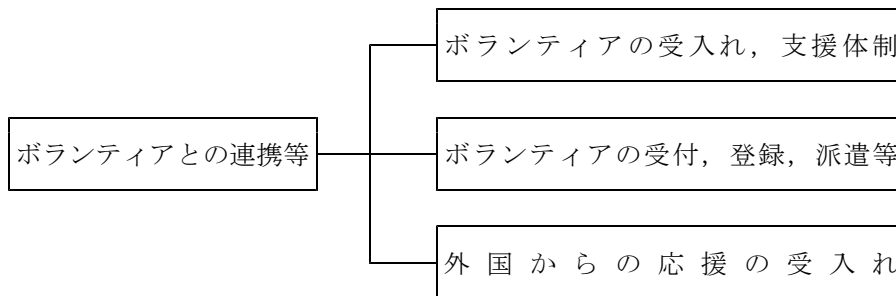 ボランティアの受入れ，支援体制
ボランティアとの連携等
ボランティアの受付，登録，派遣等
外国からの応援の受入れ